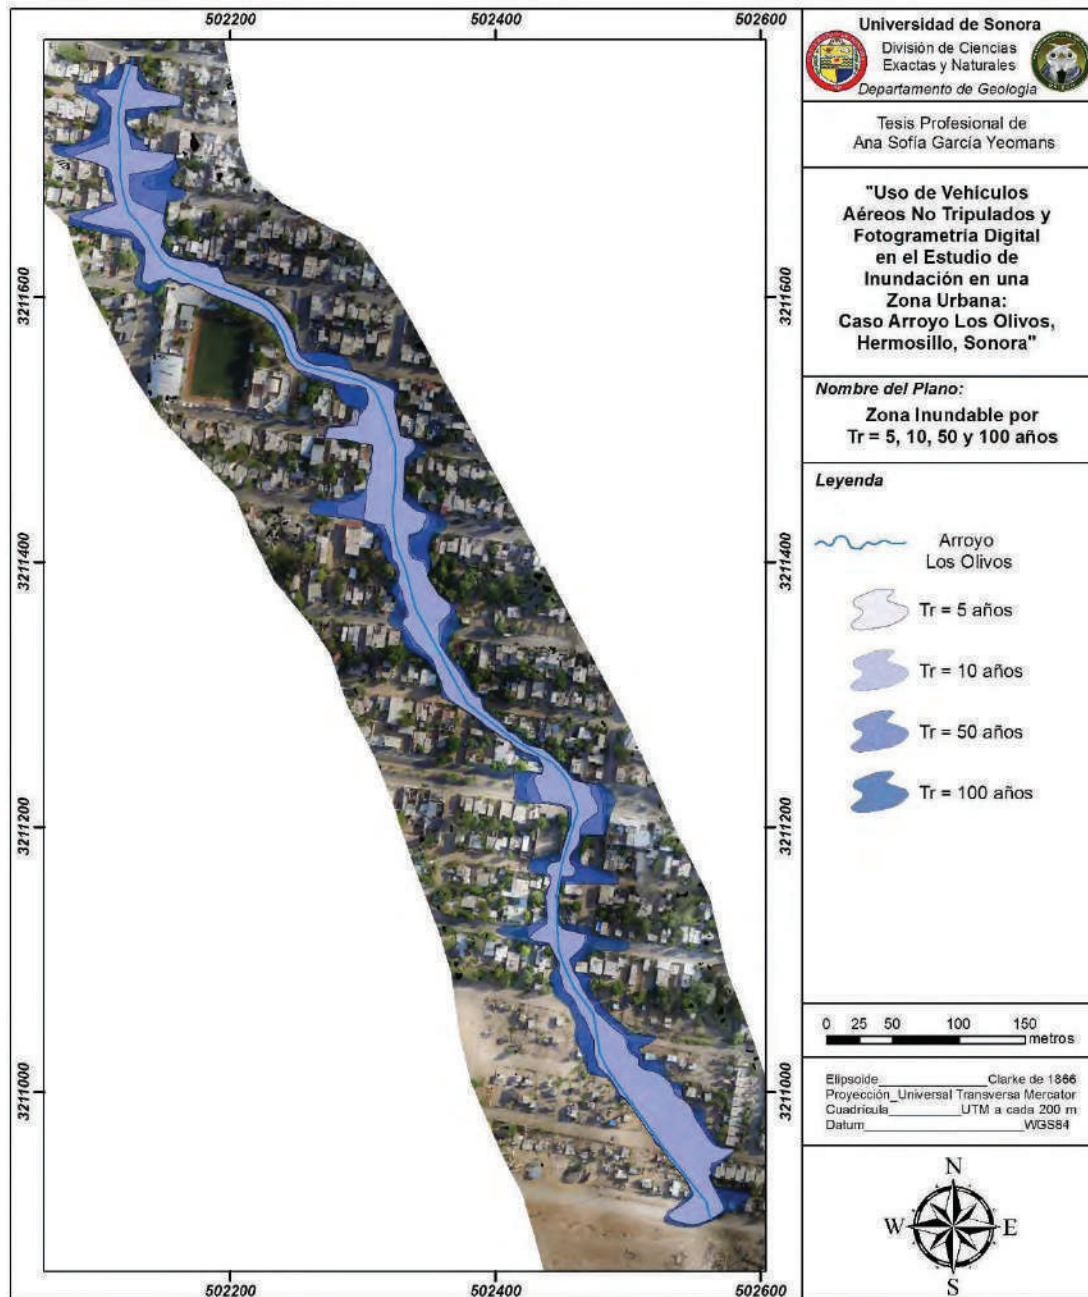 502200
502400
502600
3211600
3211400
3211200
3211000
3211600
3211400
3211200
3211000
502200
502400
502600
Universidad de Sonora
División de Ciencias
Exactas y Naturales
Departamento de Geología
Tesis Profesional de
Ana Sofía García Yeomans
"Uso de Vehículos
Aéreos No Tripulados y
Fotogrametría Digital
en el Estudio de
Inundación en una
Zona Urbana:
Caso Arroyo Los Olivos,
Hermosillo, Sonora"
Nombre del Plano:
Zona Inundable por
Tr = 5, 10, 50 y 100 años
Leyenda
Arroyo
Los Olivos
Tr = 5 años
Tr = 10 años
Tr = 50 años
Tr = 100 años
0 25 50 100 150
metros
Elipsoide Clarke de 1866
Proyección Universal Transversa Mercator
Cuadrícula UTM a cada 200 m
Datum WGS84
N
W E
S